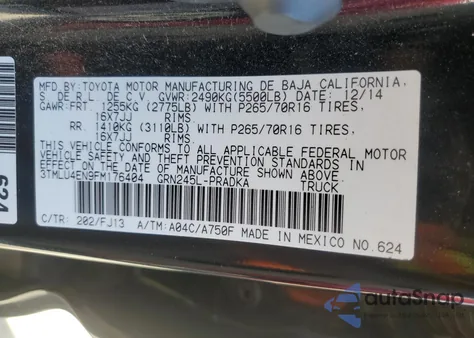 MFD BY: TOYOTA MOTOR MANUFACTURING DE BAJA CALIFORNIA,
S. DE R.L. DE C.V. GVWR:2490KG(5500LB) DATE: 12/14
GAWR:FRT. 1255KG (2775LB) WITH P265/70R16 TIRES,
16X7JJ RIMS
RR. 1410KG (3110LB) WITH P265/70R16 TIRES,
16X7JJ RIMS
THIS VEHICLE CONFORMS TO ALL APPLICABLE FEDERAL MOTOR
VEHICLE SAFETY STANDARDS IN EFFECT ON THE
DATE OF MANUFACTURE SHOWN ABOVE.
3TMLU4EN9FM176404 GRN245L-PRADKA TRUCK
C/TR: 202/FJ13 A/TM:A04C/A750F MADE IN MEXICO NO.624
624
autoSnap